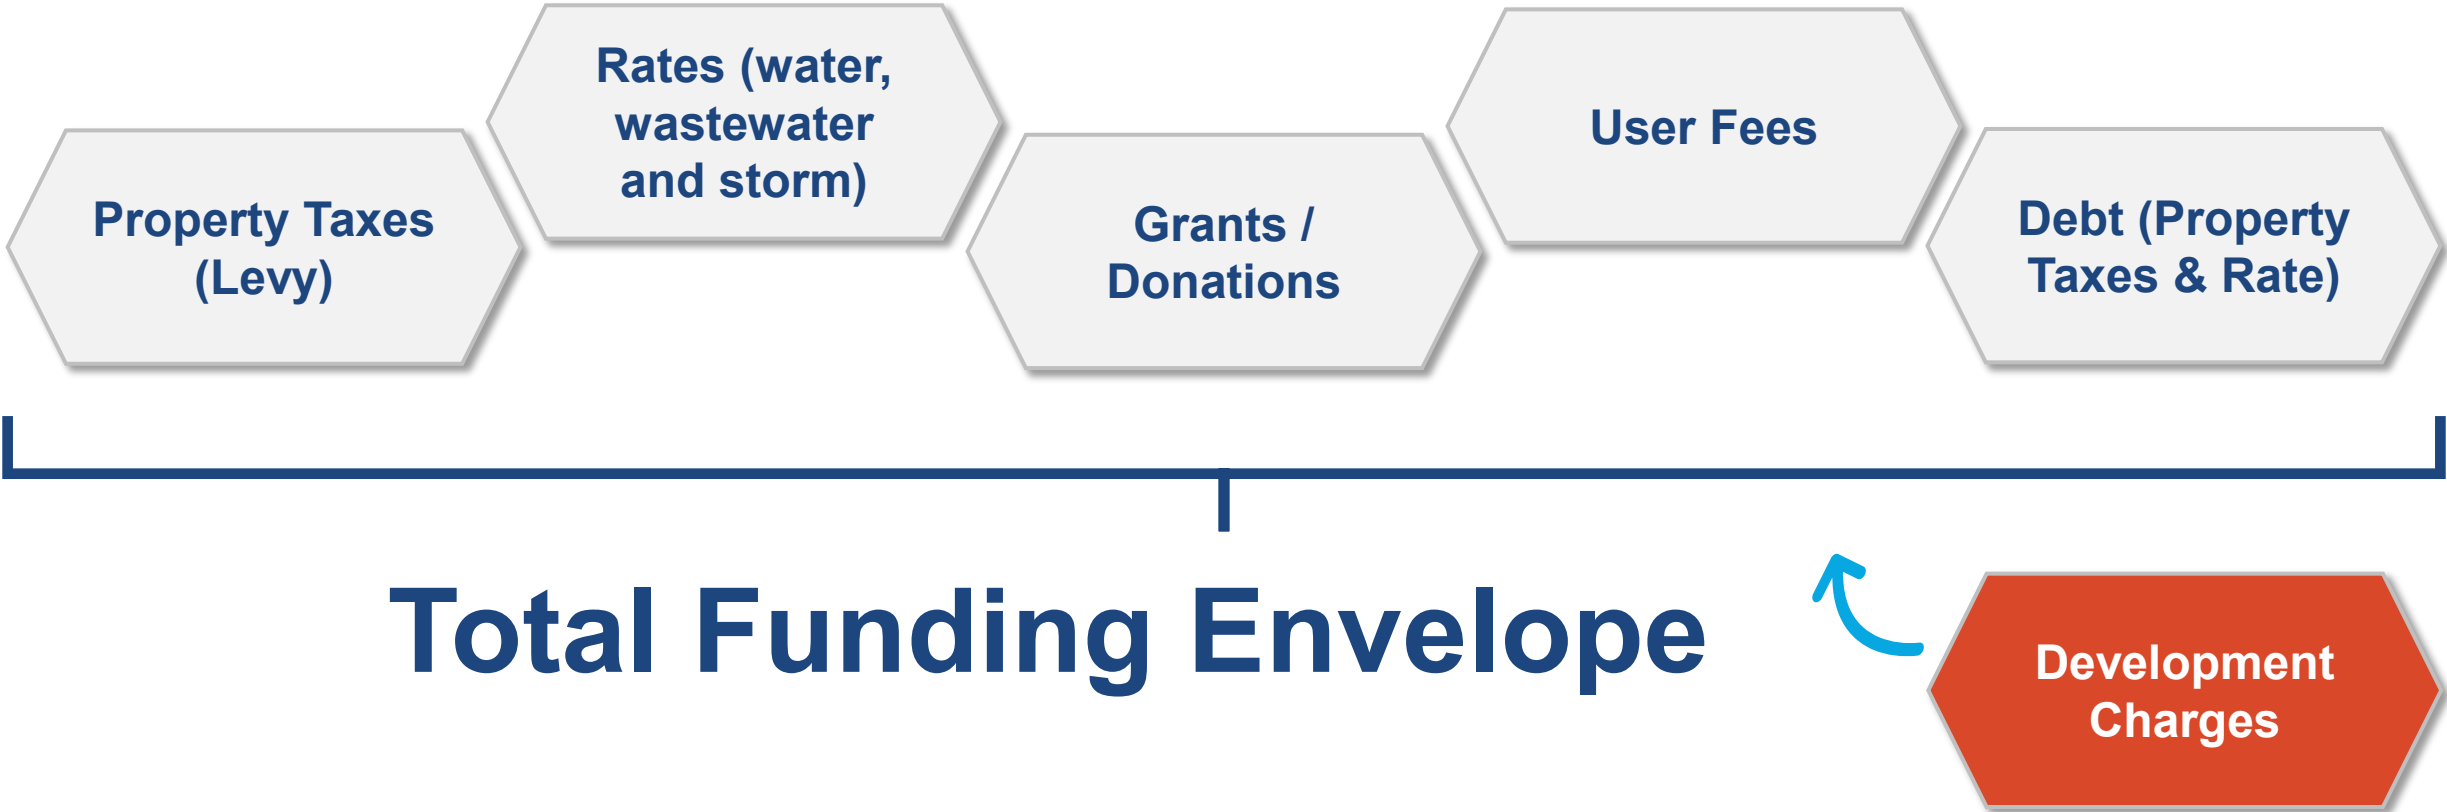 Property Taxes
(Levy)
Rates (water,
wastewater
and storm)
Grants /
Donations
User Fees
Debt (Property
Taxes & Rate)
Total Funding Envelope
Development
Charges